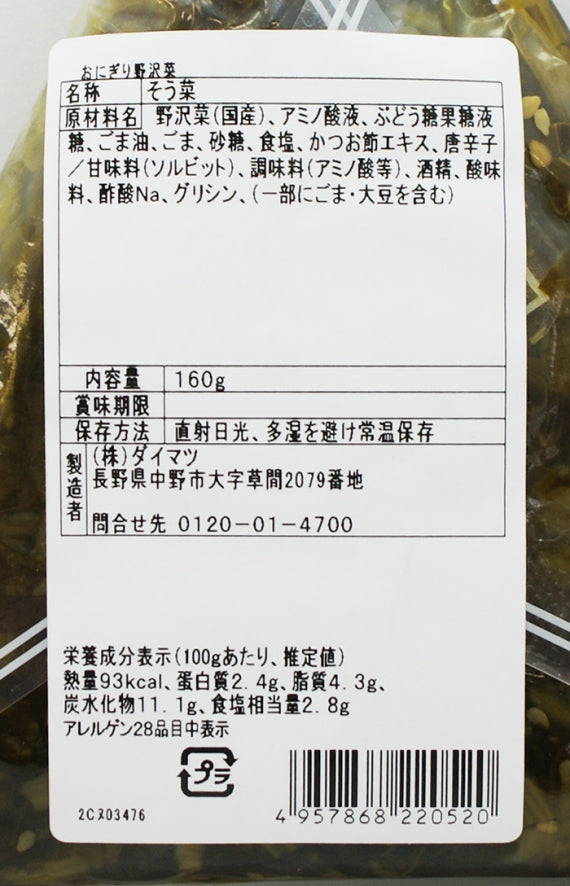 おにぎり野沢菜
名称 そう菜
原材料名 野沢菜(国産)、アミノ酸液、ぶどう糖果糖液
糖、ごま油、ごま、砂糖、食塩、かつお節エキス、唐辛子
／甘味料(ソルビット)、調味料(アミノ酸等)、酒精、酸味
料、酢酸Na、グリシン、(一部にごま・大豆を含む)
内容量 160g
賞味期限
保存方法 直射日光、多湿を避け常温保存
製造者 (株)ダイマツ
長野県中野市大字草間2079番地
問合せ先 0120-01-4700
栄養成分表示(100gあたり、推定値)
熱量93kcal、蛋白質2.4g、脂質4.3g、
炭水化物11.1g、食塩相当量2.8g
アレルゲン28品目中表示
プラ
4 957868 220520